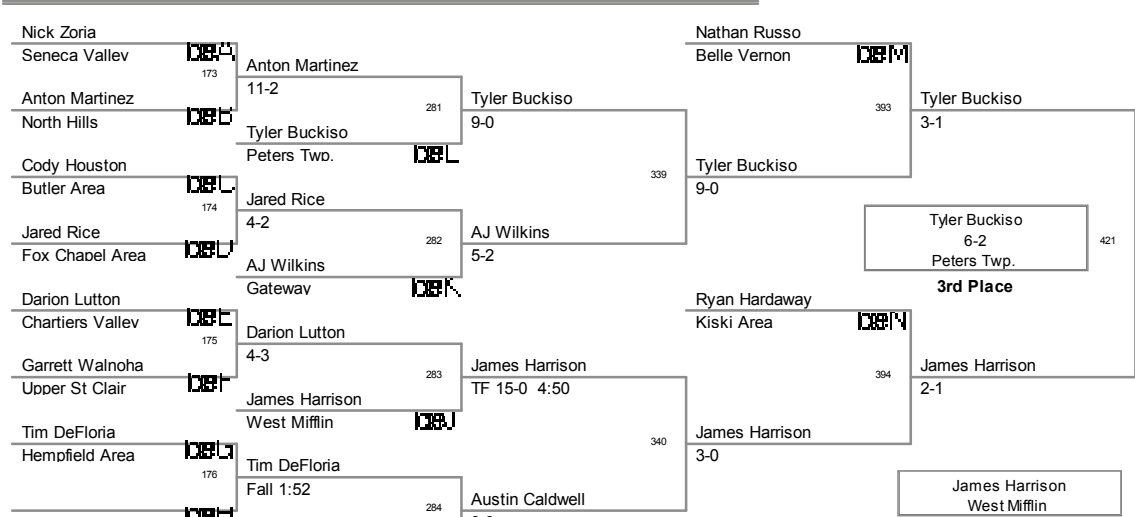 Nick Zoria
Seneca Valley
173
Anton Martinez
North Hills
Cody Houston
Butler Area
174
Jared Rice
Fox Chapel Area
Darion Lutton
Chartiers Valley
175
Garrett Walnoha
Upper St Clair
Tim DeFloria
Hempfield Area
176
Anton Martinez
11-2
281
Tyler Buckiso
Peters Twp.
Jared Rice
4-2
282
AJ Wilkins
Gateway
Darion Lutton
4-3
283
James Harrison
West Mifflin
Tim DeFloria
Fall 1:52
284
Tyler Buckiso
9-0
339
AJ Wilkins
5-2
James Harrison
TF 15-0 4:50
340
Austin Caldwell
Nathan Russo
Belle Vernon
393
Tyler Buckiso
9-0
Ryan Hardaway
Kiski Area
394
James Harrison
3-0
Tyler Buckiso
3-1
Tyler Buckiso
6-2
Peters Twp.
421
3rd Place
James Harrison
2-1
James Harrison
West Mifflin